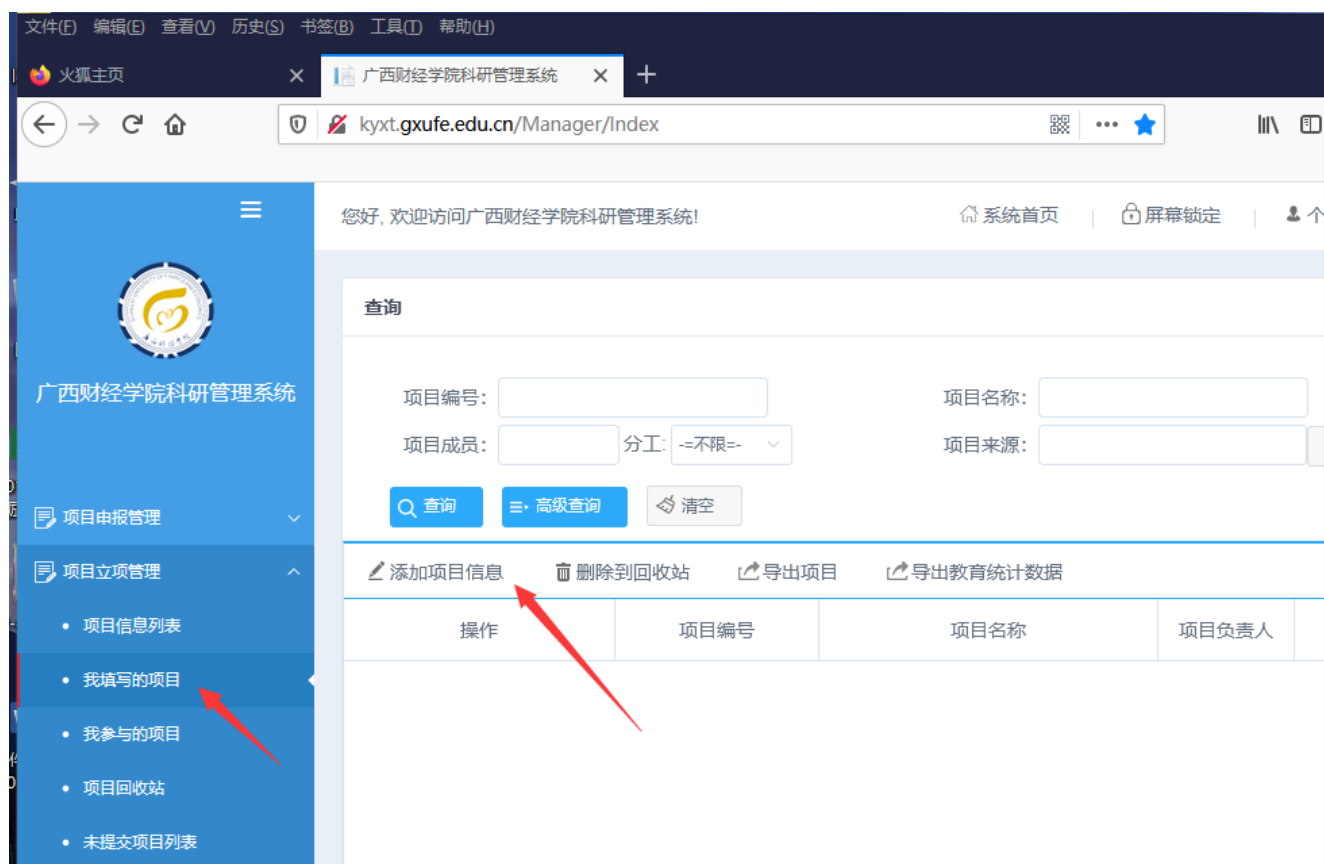 文件(F) 编辑(E) 查看(V) 历史(S) 书签(B) 工具(T) 帮助(H)
火狐主页
广西财经学院科研管理系统
kyxt.gxufe.edu.cn/Manager/Index
您好, 欢迎访问广西财经学院科研管理系统!
系统首页
屏幕锁定
个
广西财经学院科研管理系统
项目申报管理
项目立项管理
项目信息列表
我填写的项目
我参与的项目
项目回收站
未提交项目列表
查询
项目编号:
项目名称:
项目成员:
分工: -=不限=-
项目来源:
查询
高级查询
清空
添加项目信息
删除到回收站
导出项目
导出教育统计数据
操作
项目编号
项目名称
项目负责人